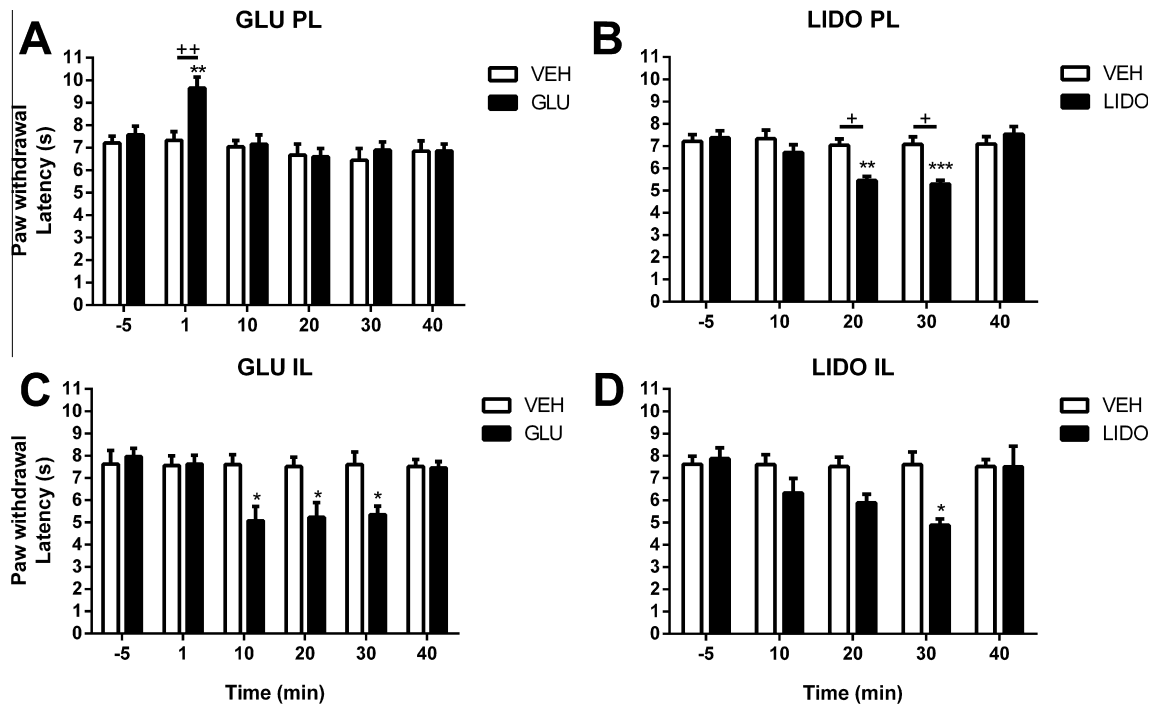 A
GLU PL
Paw withdrawal
Latency (s)
11
10
9
8
7
6
5
4
3
2
1
0
++
**
VEH
GLU
-5 1 10 20 30 40
B
LIDO PL
11
10
9
8
7
6
5
4
3
2
1
0
+ +
** ***
VEH
LIDO
-5 10 20 30 40
C
GLU IL
Paw withdrawal
Latency (s)
11
10
9
8
7
6
5
4
3
2
1
0
* * *
VEH
GLU
-5 1 10 20 30 40
Time (min)
D
LIDO IL
11
10
9
8
7
6
5
4
3
2
1
0
*
VEH
LIDO
-5 10 20 30 40
Time (min)